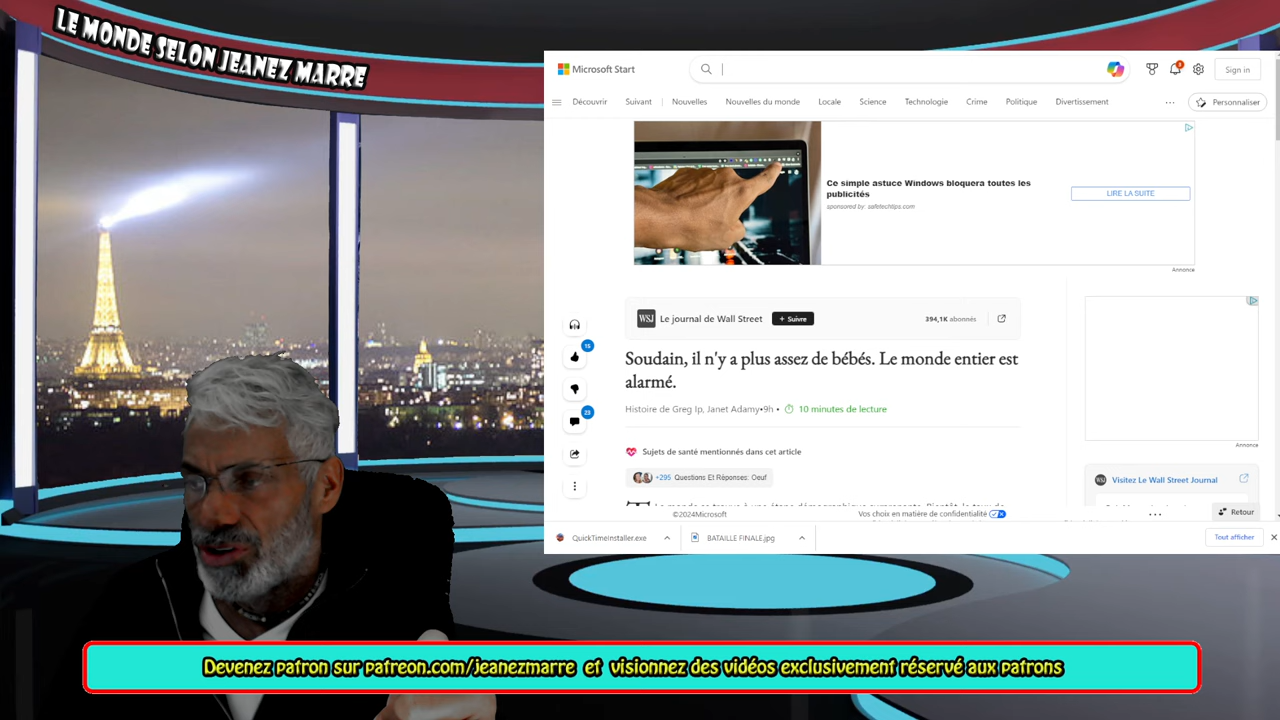 LE MONDE SELON JEANEZ MARRE
Microsoft Start
3
Sign in
Découvrir Suivant Nouvelles Nouvelles du monde Locale Science Technologie Crime Politique Divertissement ... Personnaliser
Ce simple astuce Windows bloquera toutes les
publicités
sponsored by: safetechtips.com
LIRE LA SUITE
Annonce
WSJ Le journal de Wall Street + Suivre 394,1K abonnés
15
Soudain, il n'y a plus assez de bébés. Le monde entier est
alarmé.
Histoire de Greg Ip, Janet Adamy•9h • 10 minutes de lecture
23
Annonce
Sujets de santé mentionnés dans cet article
+295 Questions Et Réponses: Oeuf
WSJ Visitez Le Wall Street Journal
©2024Microsoft Vos choix en matière de confidentialité
... Retour
QuickTimeInstaller.exe BATAILLE FINALE.jpg Tout afficher
Devenez patron sur patreon.com/jeanezmarre et visionnez des vidéos exclusivement réservé aux patrons